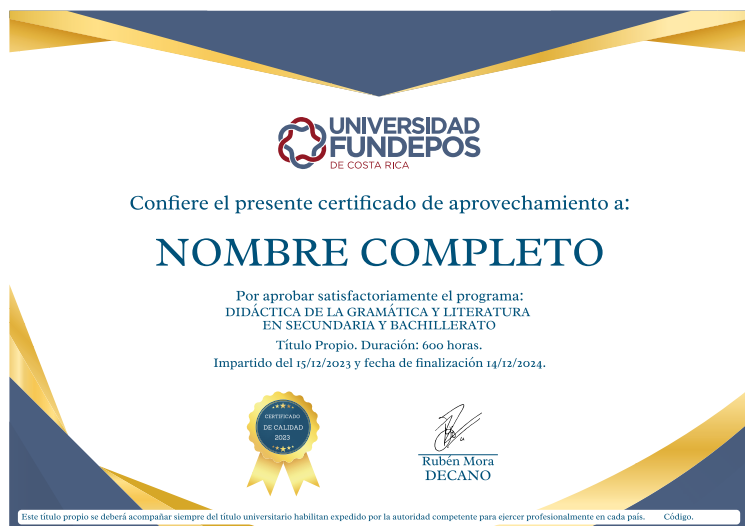 UNIVERSIDAD
FUNDEPOS
DE COSTA RICA
Confiere el presente certificado de aprovechamiento a:
NOMBRE COMPLETO
Por aprobar satisfactoriamente el programa:
DIDÁCTICA DE LA GRAMÁTICA Y LITERATURA
EN SECUNDARIA Y BACHILLERATO
Título Propio. Duración: 600 horas.
Impartido del 15/12/2023 y fecha de finalización 14/12/2024.
CERTIFICADO
DE CALIDAD
2023
Rubén Mora
DECANO
Este título propio se deberá acompañar siempre del título universitario habilitan expedido por la autoridad competente para ejercer profesionalmente en cada país. Código.